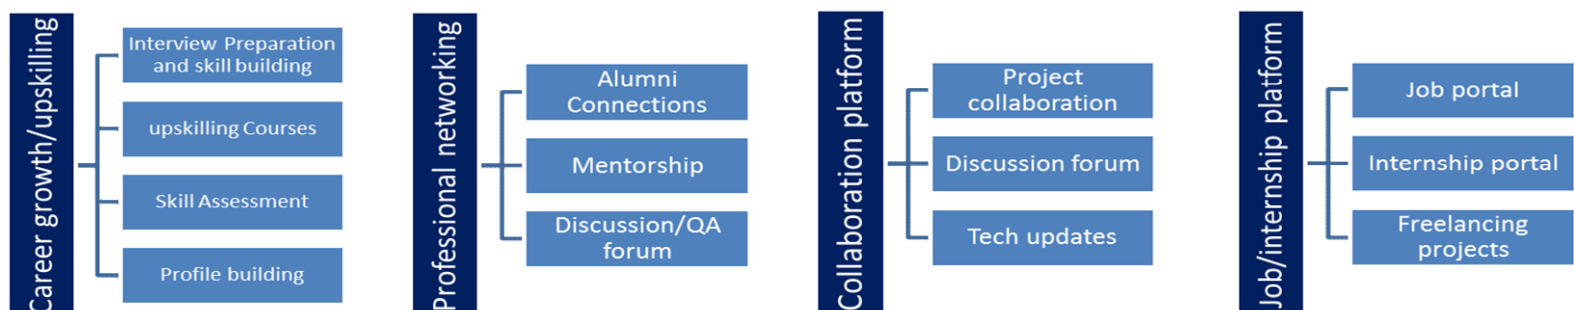 Career growth/upskilling
Interview Preparation
and skill building
upskilling Courses
Skill Assessment
Profile building
Professional networking
Alumni
Connections
Mentorship
Discussion/QA
forum
Collaboration platform
Project
collaboration
Discussion forum
Tech updates
Job/internship platform
Job portal
Internship portal
Freelancing
projects